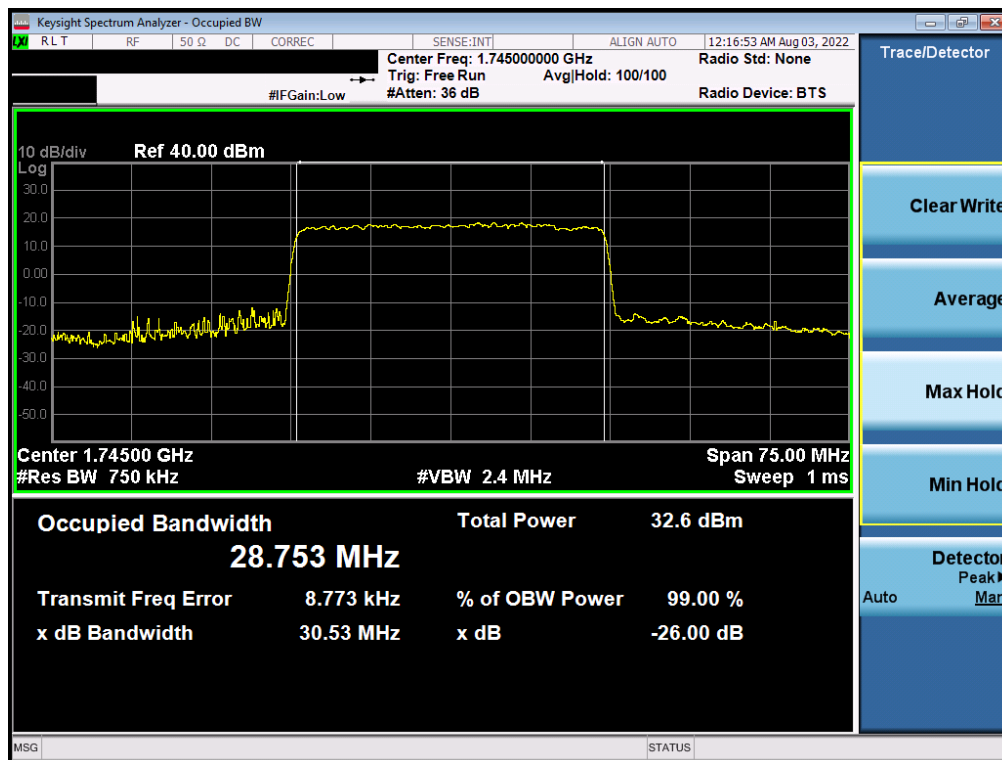 Keysight Spectrum Analyzer - Occupied BW
LXI RLT RF 50 Ω DC CORREC SENSE:INT ALIGN AUTO 12:16:53 AM Aug 03, 2022
Center Freq: 1.745000000 GHz Radio Std: None
Trig: Free Run Avg|Hold: 100/100
#IFGain:Low #Atten: 36 dB Radio Device: BTS
Trace/Detector
10 dB/div Ref 40.00 dBm
Log
30.0
20.0
10.0
0.00
-10.0
-20.0
-30.0
-40.0
-50.0
Center 1.74500 GHz Span 75.00 MHz
#Res BW 750 kHz #VBW 2.4 MHz Sweep 1 ms
Occupied Bandwidth Total Power 32.6 dBm
28.753 MHz
Transmit Freq Error 8.773 kHz % of OBW Power 99.00 %
x dB Bandwidth 30.53 MHz x dB -26.00 dB
Clear Write
Average
Max Hold
Min Hold
Detector
Peak▶
Auto Man
MSG STATUS